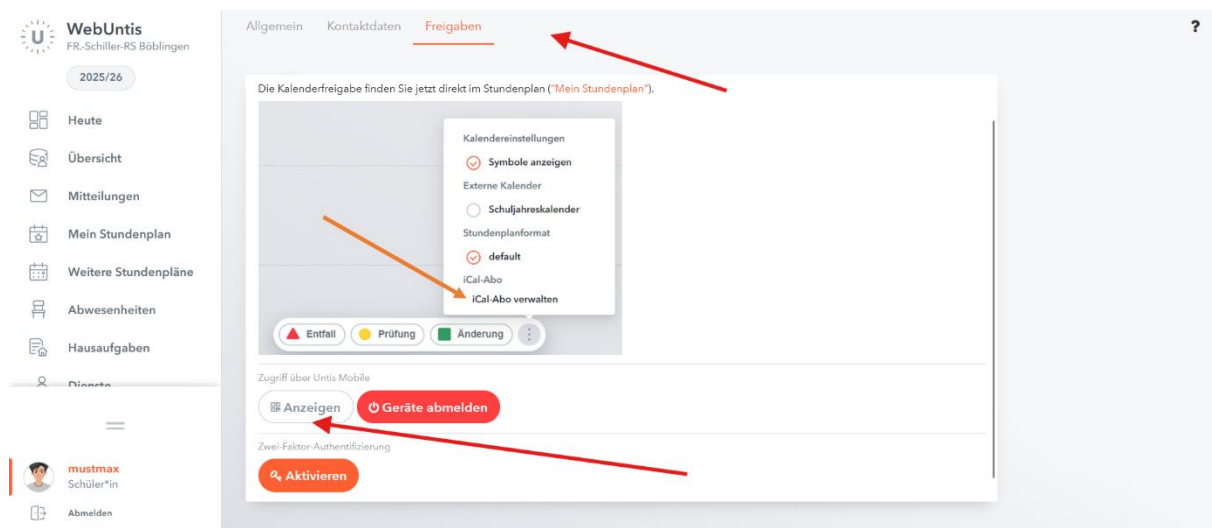 WebUntis
FR.-Schiller-RS Böblingen
2025/26
Heute
Übersicht
Mitteilungen
Mein Stundenplan
Weitere Stundenpläne
Abwesenheiten
Hausaufgaben
Dienste
mustmax
Schüler*in
Abmelden
Allgemein Kontaktdaten Freigaben
?
Die Kalenderfreigabe finden Sie jetzt direkt im Stundenplan ("Mein Stundenplan").
Kalendereinstellungen
Symbole anzeigen
Externe Kalender
Schuljahreskalender
Stundenplanformat
default
iCal-Abo
iCal-Abo verwalten
Entfall Prüfung Änderung
Zugriff über Untis Mobile
Anzeigen Geräte abmelden
Zwei-Faktor-Authentifizierung
Aktivieren